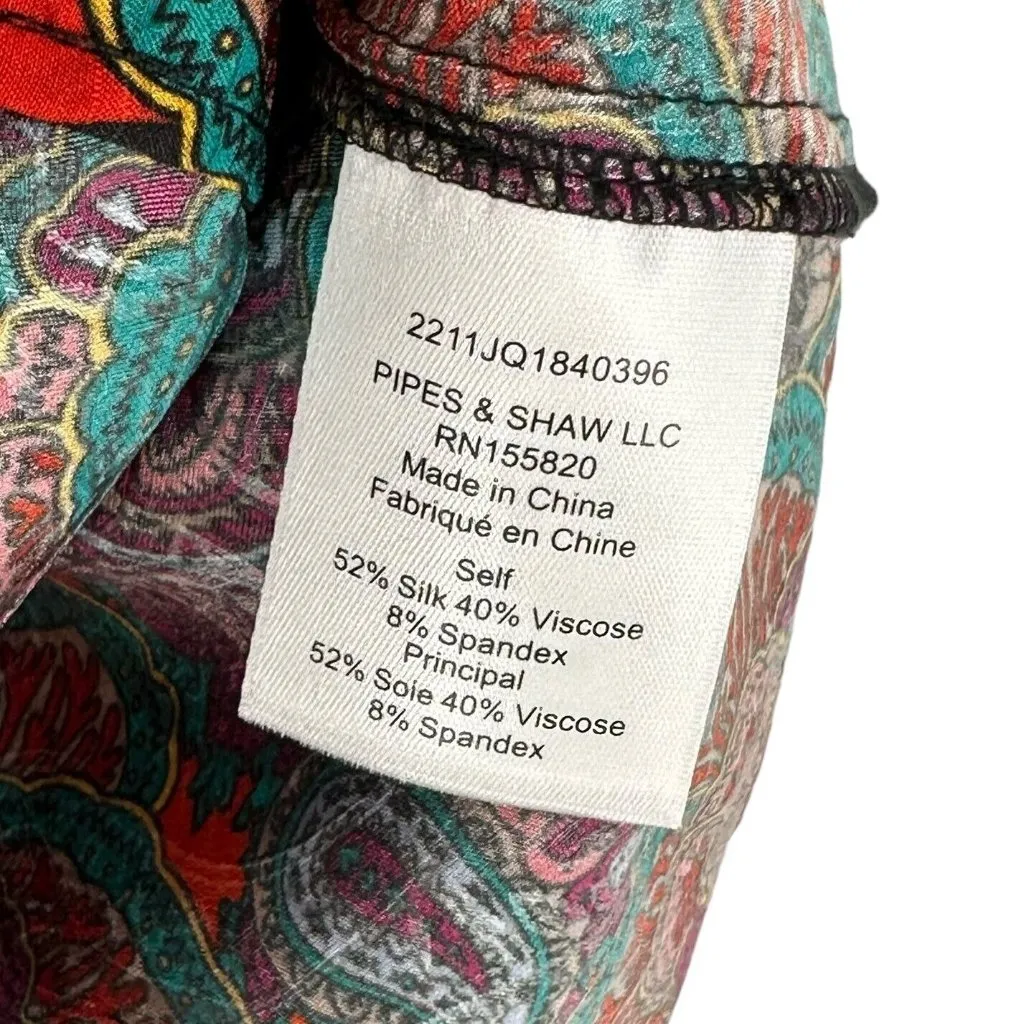 2211JQ1840396
PIPES & SHAW LLC
RN155820
Made in China
Fabriqué en Chine
Self
52% Silk 40% Viscose
8% Spandex
Principal
52% Soie 40% Viscose
8% Spandex